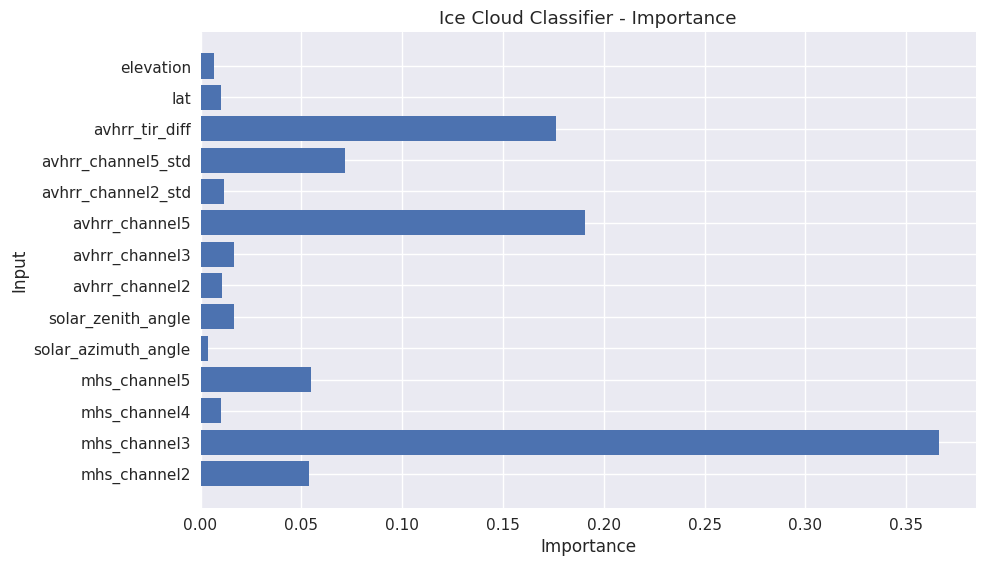 Ice Cloud Classifier - Importance
Input
elevation
lat
avhrr_tir_diff
avhrr_channel5_std
avhrr_channel2_std
avhrr_channel5
avhrr_channel3
avhrr_channel2
solar_zenith_angle
solar_azimuth_angle
mhs_channel5
mhs_channel4
mhs_channel3
mhs_channel2
0.00 0.05 0.10 0.15 0.20 0.25 0.30 0.35
Importance